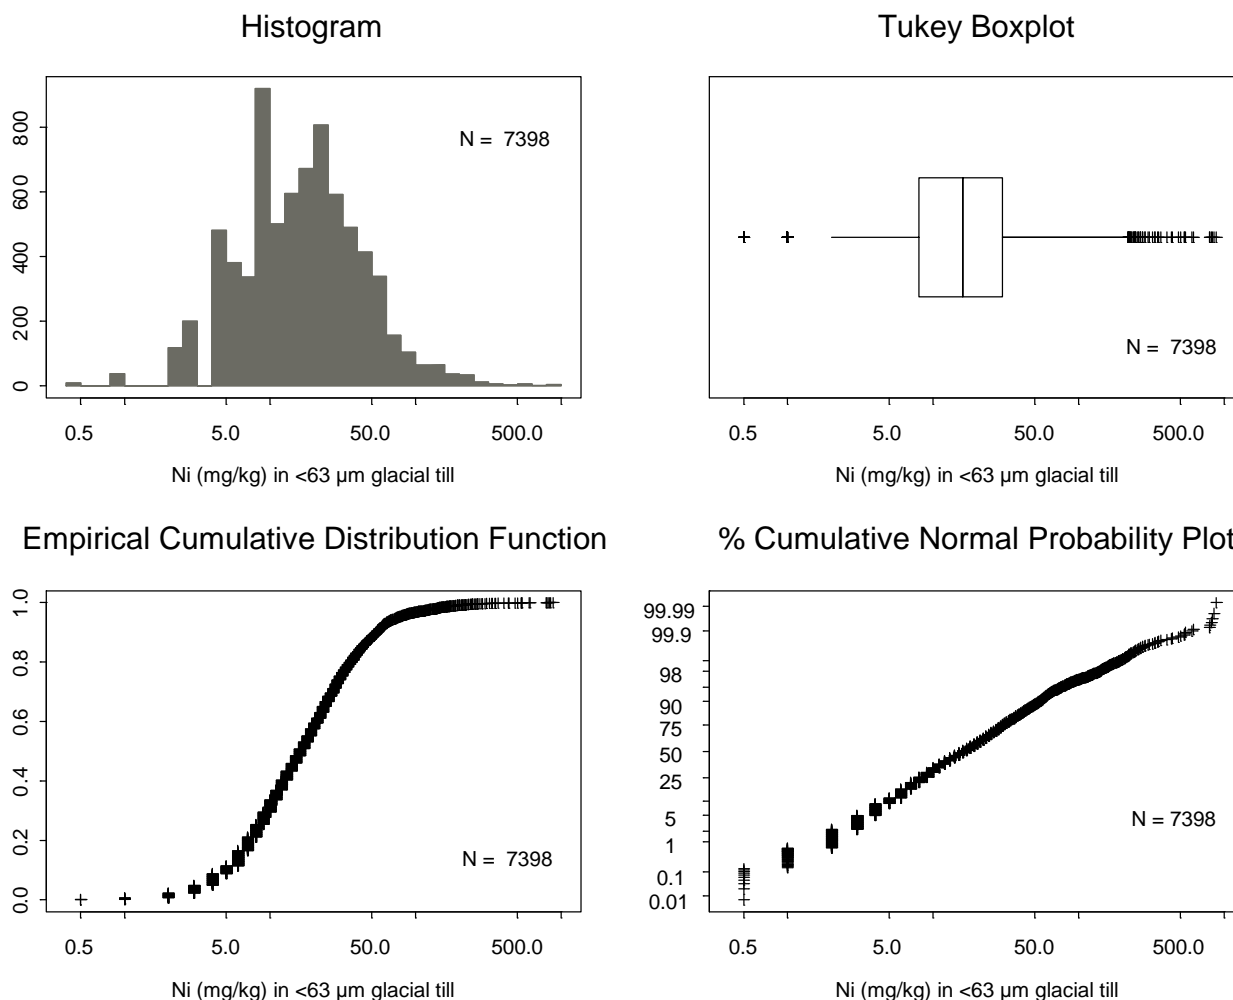 Histogram
800
600
400
200
0
N =  7398
0.5 5.0 50.0 500.0
Ni (mg/kg) in <63 µm glacial till
Tukey Boxplot
N =  7398
0.5 5.0 50.0 500.0
Ni (mg/kg) in <63 µm glacial till
Empirical Cumulative Distribution Function
1.0
0.8
0.6
0.4
0.2
0.0
N =  7398
0.5 5.0 50.0 500.0
Ni (mg/kg) in <63 µm glacial till
% Cumulative Normal Probability Plot
99.99
99.9
98
90
75
50
25
5
1
0.1
0.01
N = 7398
0.5 5.0 50.0 500.0
Ni (mg/kg) in <63 µm glacial till